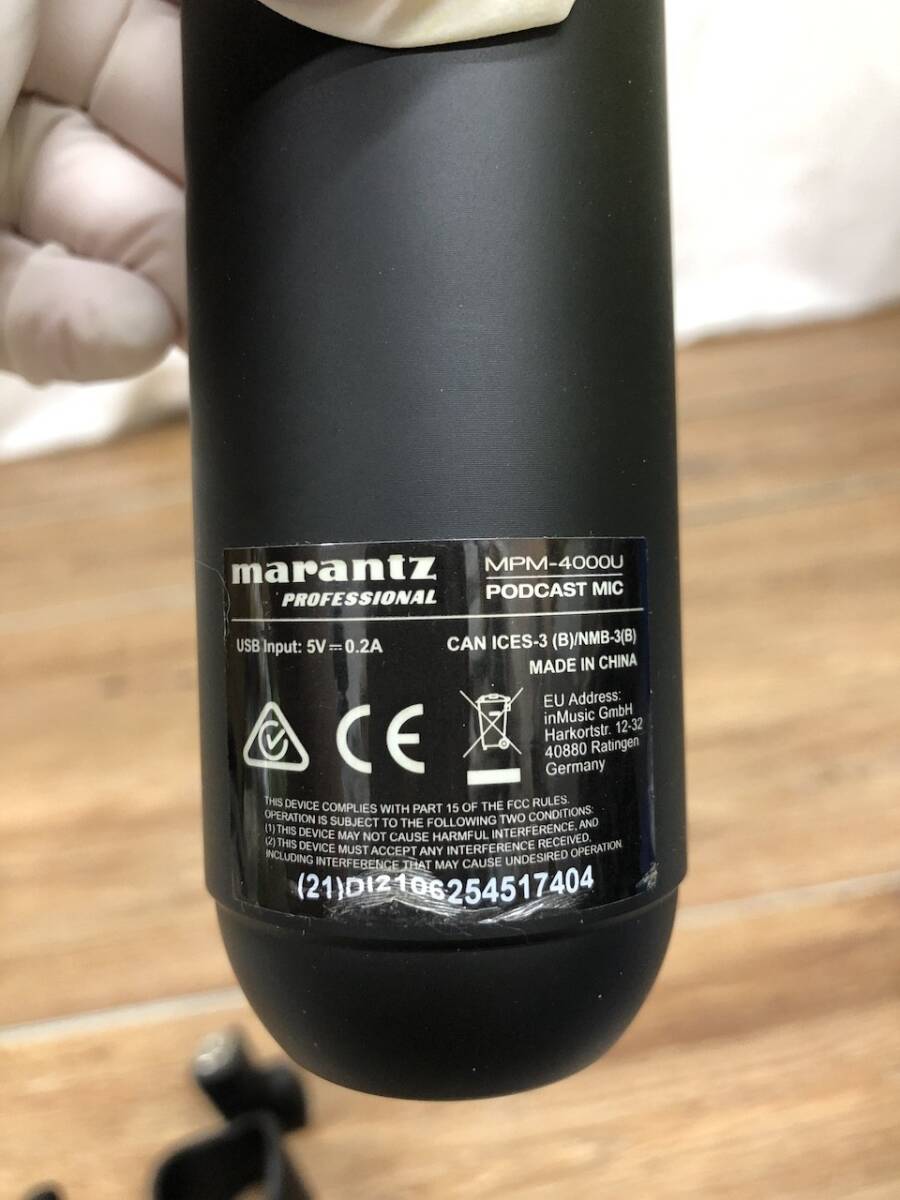 marantz
PROFESSIONAL
MPM-4000U
PODCAST MIC
USB Input: 5V⎓0.2A
CAN ICES-3 (B)/NMB-3(B)
MADE IN CHINA
CE
EU Address:
inMusic GmbH
Harkortstr. 12-32
40880 Ratingen
Germany
THIS DEVICE COMPLIES WITH PART 15 OF THE FCC RULES.
OPERATION IS SUBJECT TO THE FOLLOWING TWO CONDITIONS:
(1) THIS DEVICE MAY NOT CAUSE HARMFUL INTERFERENCE, AND
(2) THIS DEVICE MUST ACCEPT ANY INTERFERENCE RECEIVED,
INCLUDING INTERFERENCE THAT MAY CAUSE UNDESIRED OPERATION.
(21)DI2106254517404